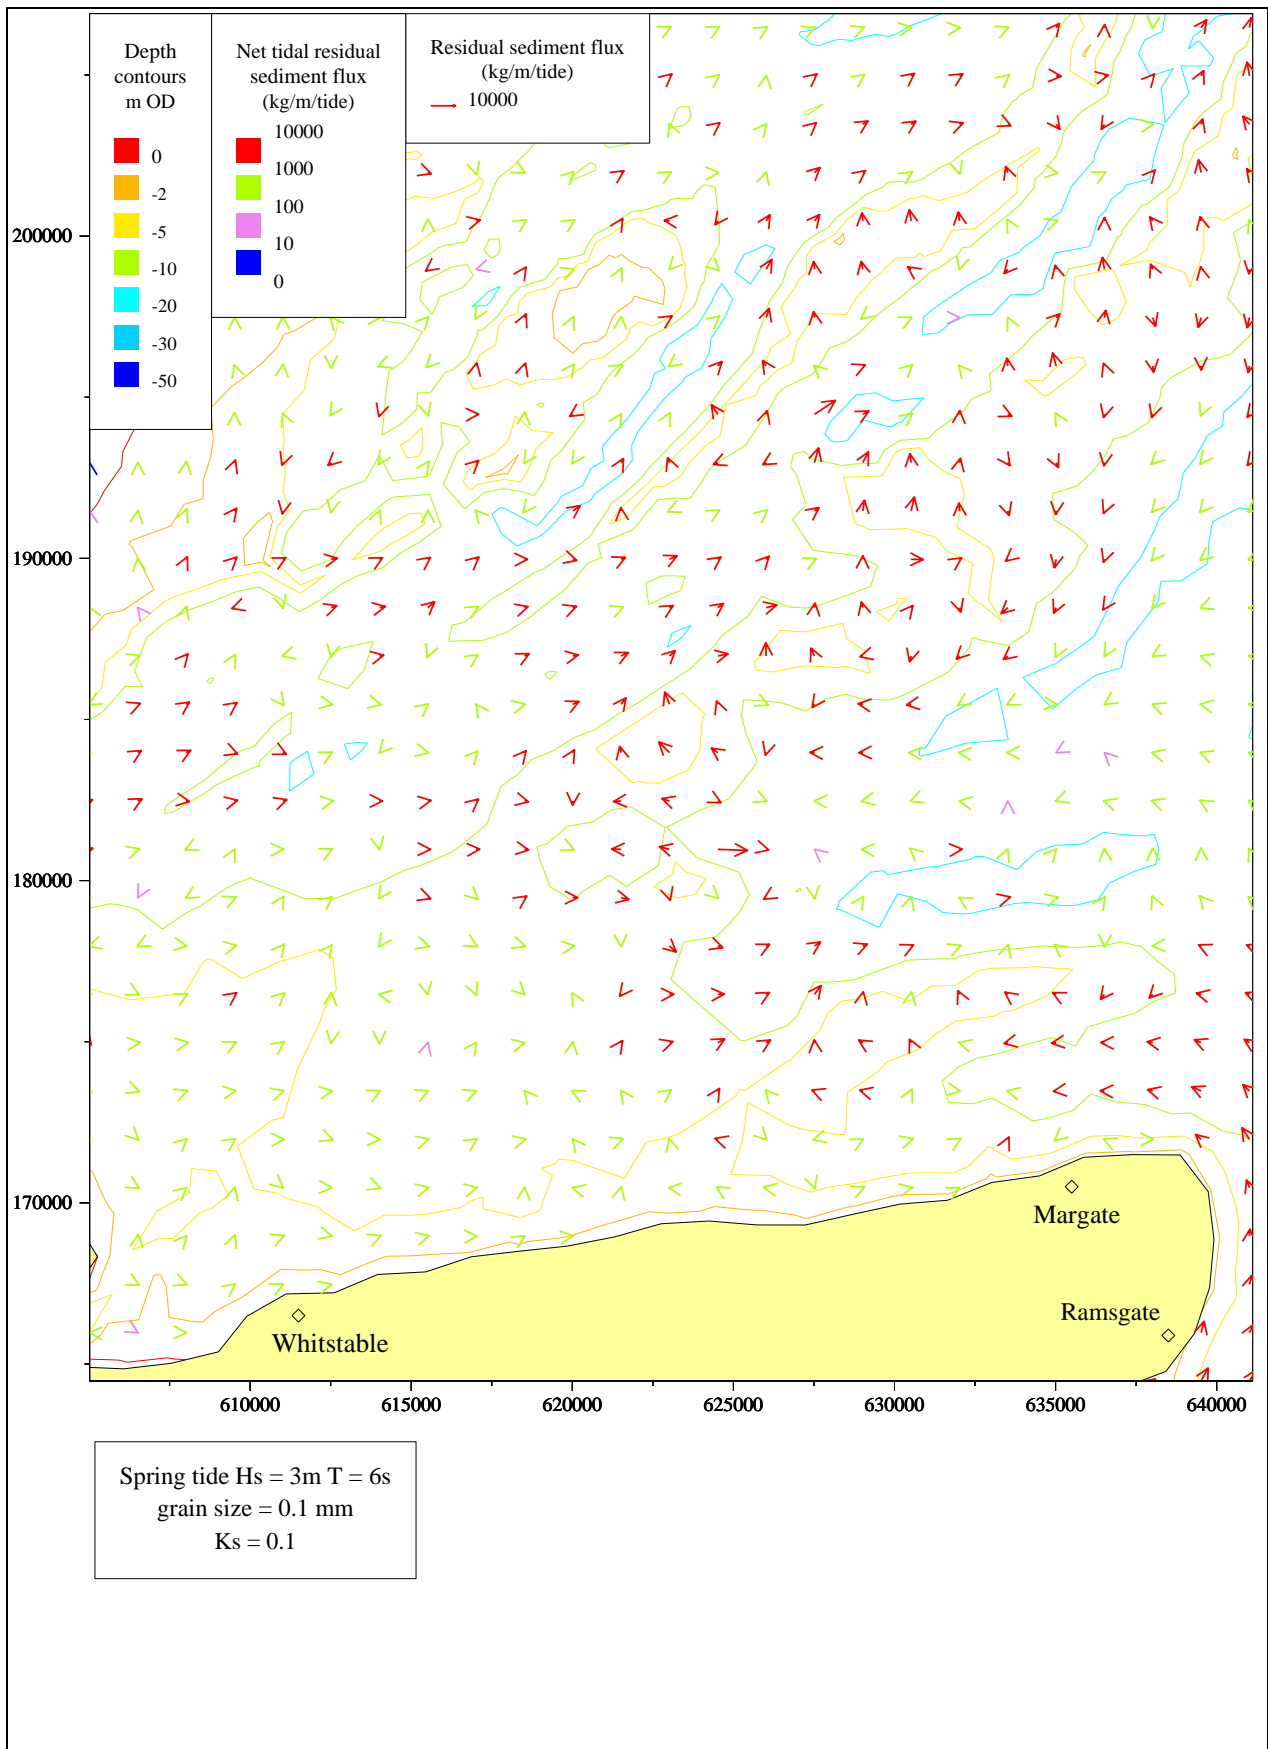 Depth
contours
m OD
0
-2
-5
-10
-20
-30
-50
Net tidal residual
sediment flux
(kg/m/tide)
10000
1000
100
10
0
Residual sediment flux
(kg/m/tide)
10000
200000
190000
180000
170000
Margate
Ramsgate
Whitstable
610000 615000 620000 625000 630000 635000 640000
Spring tide Hs = 3m T = 6s
grain size = 0.1 mm
Ks = 0.1